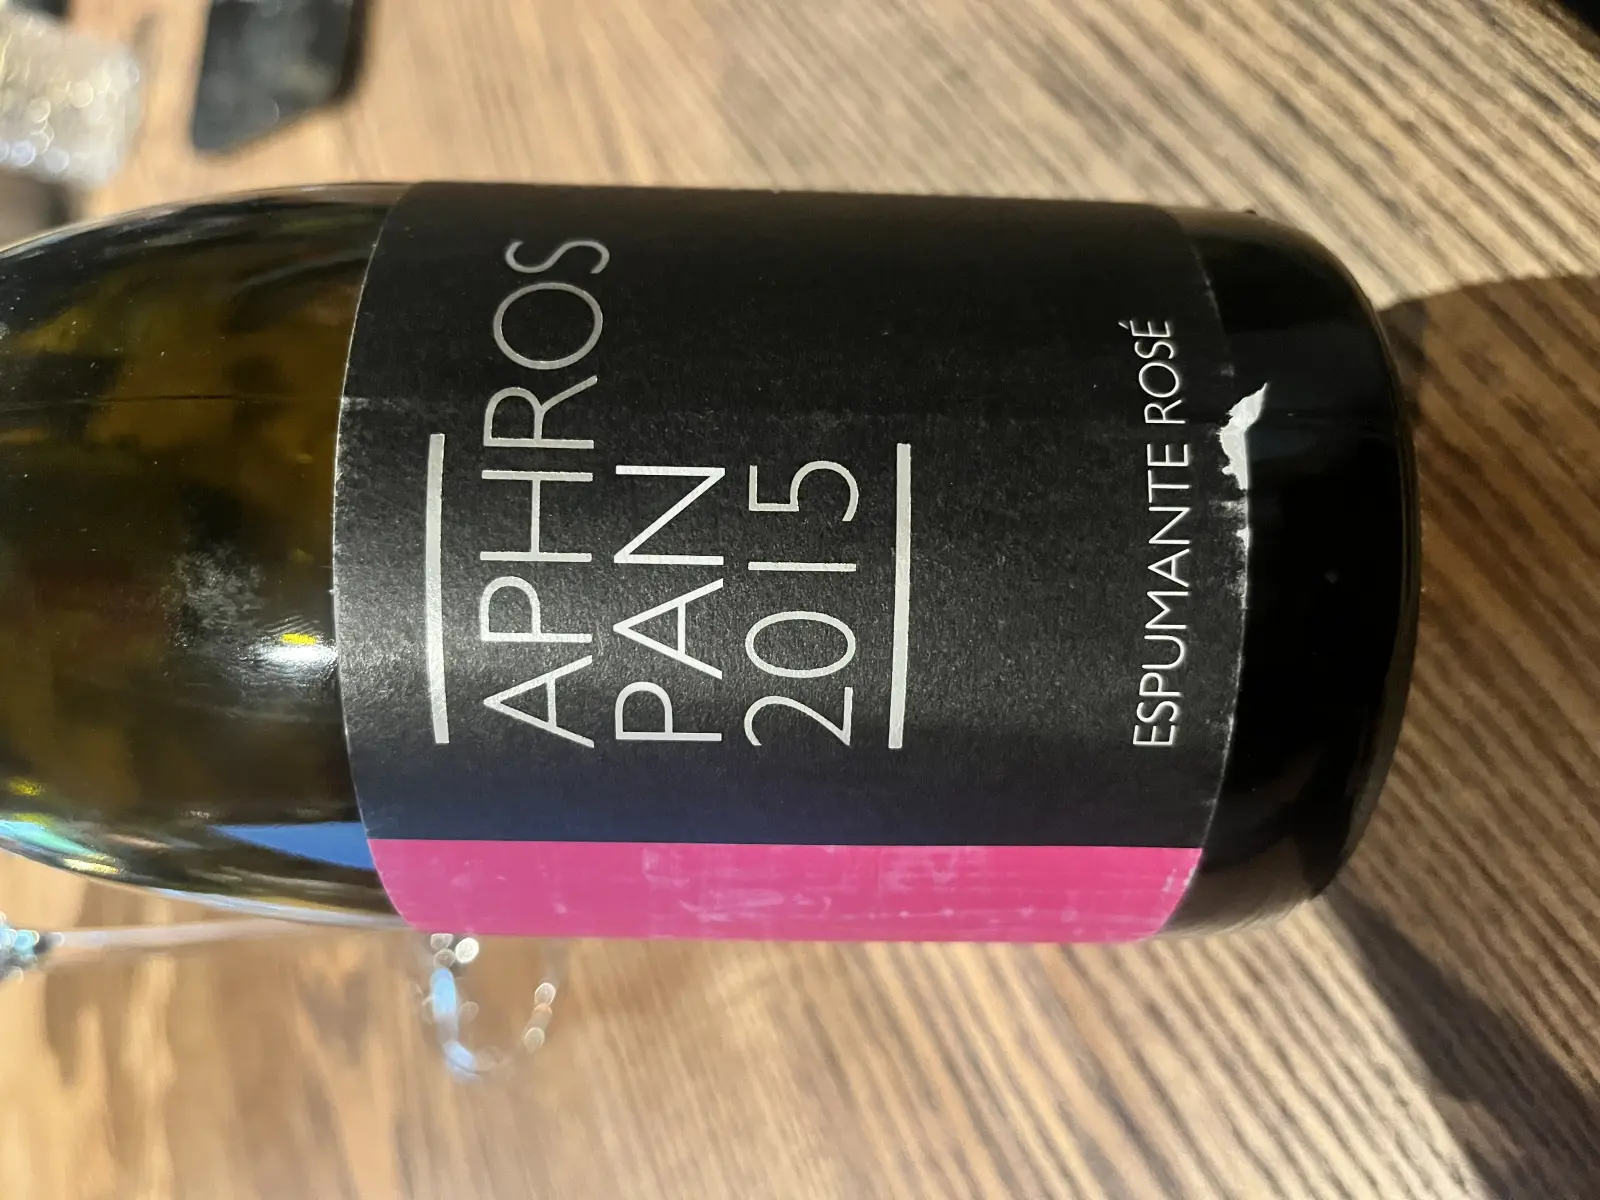 APHROS
PAN
2015
ESPUMANTE ROSÉ